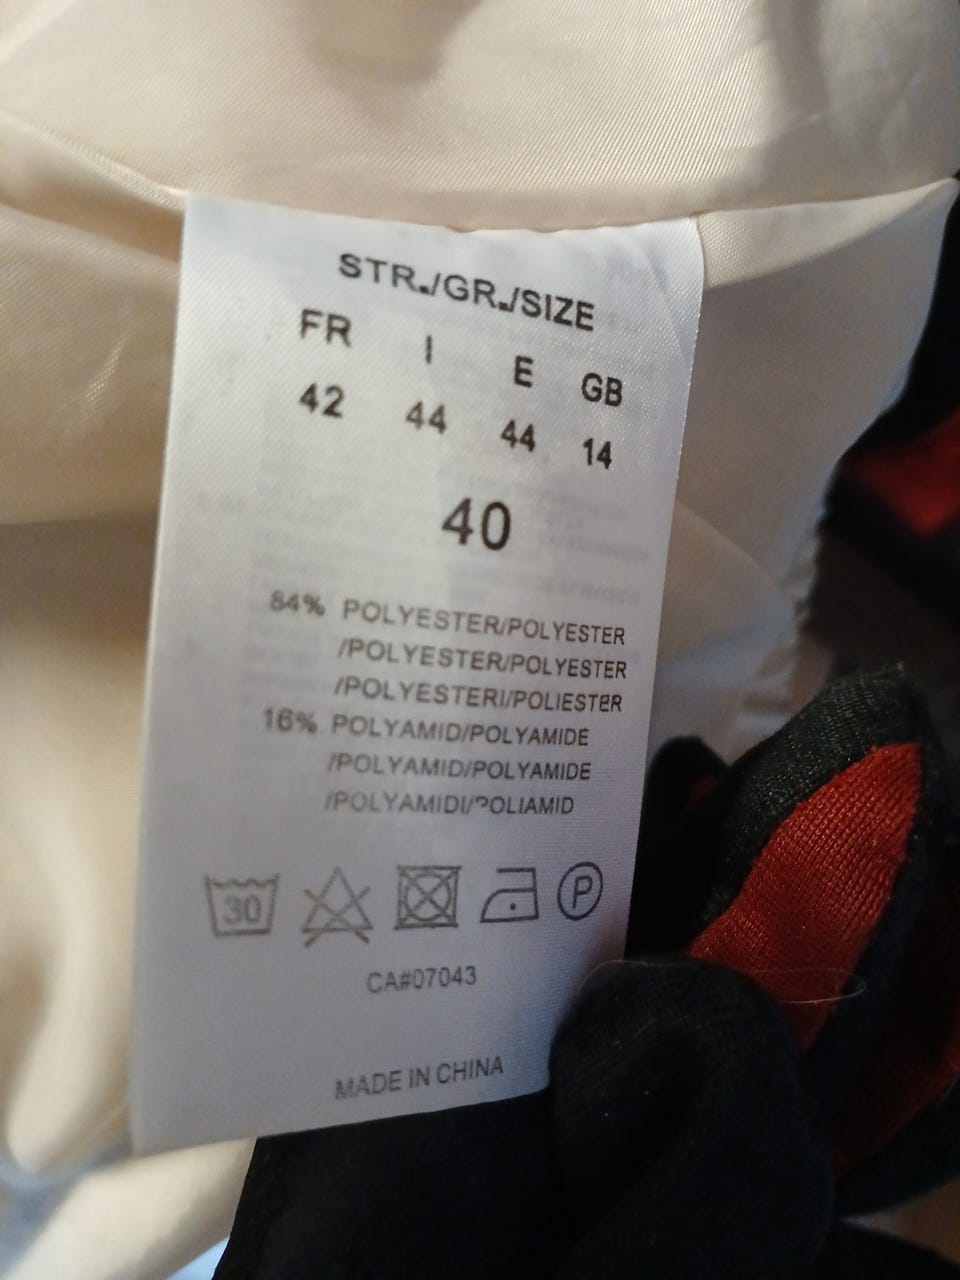 STR./GR./SIZE
FR I E GB
42 44 44 14
40
84% POLYESTER/POLYESTER
/POLYESTER/POLYESTER
/POLYESTERI/POLIESTER
16% POLYAMID/POLYAMIDE
/POLYAMID/POLYAMIDE
/POLYAMIDI/POLIAMID
30 P
CA#07043
MADE IN CHINA